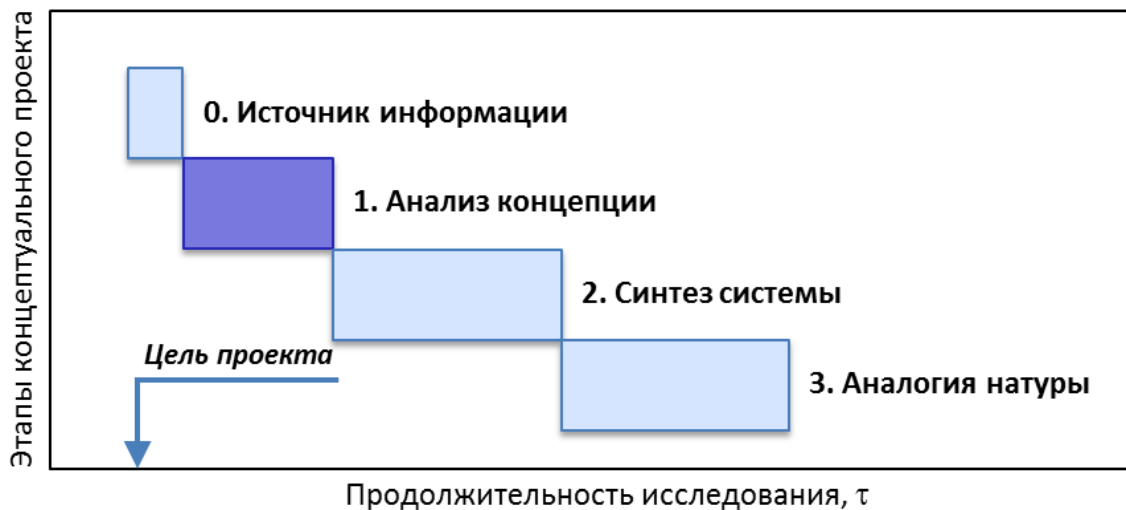 Этапы концептуального проекта
0. Источник информации
1. Анализ концепции
2. Синтез системы
Цель проекта
3. Аналогия натуры
Продолжительность исследования, τ